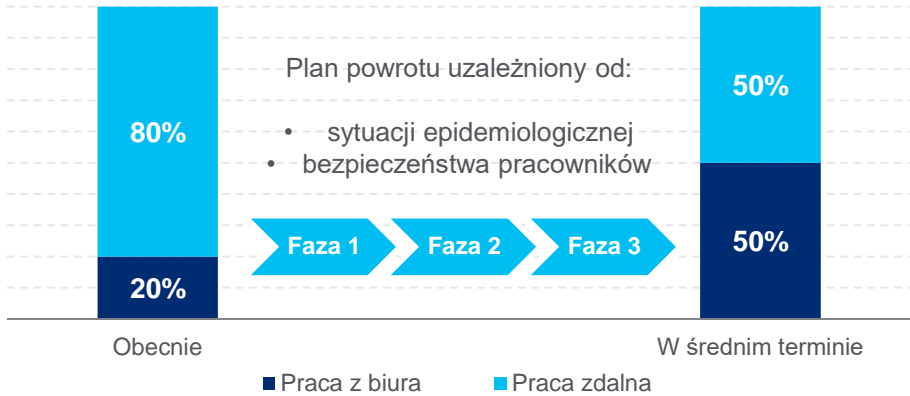 Plan powrotu uzależniony od:
• sytuacji epidemiologicznej
• bezpieczeństwa pracowników
80%
20%
Faza 1
Faza 2
Faza 3
50%
50%
Obecnie
W średnim terminie
Praca z biura
Praca zdalna